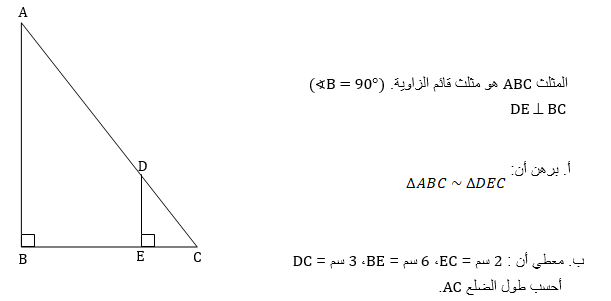 A
المثلث ABC هو مثلث قائم الزاوية. (∢B = 90°)
DE ⊥ BC
D
أ. برهن أن: ΔABC ~ ΔDEC
B
E
C
ب. معطي أن : 2 سم = EC، 6 سم = BE، 3 سم = DC
أحسب طول الضلع AC.